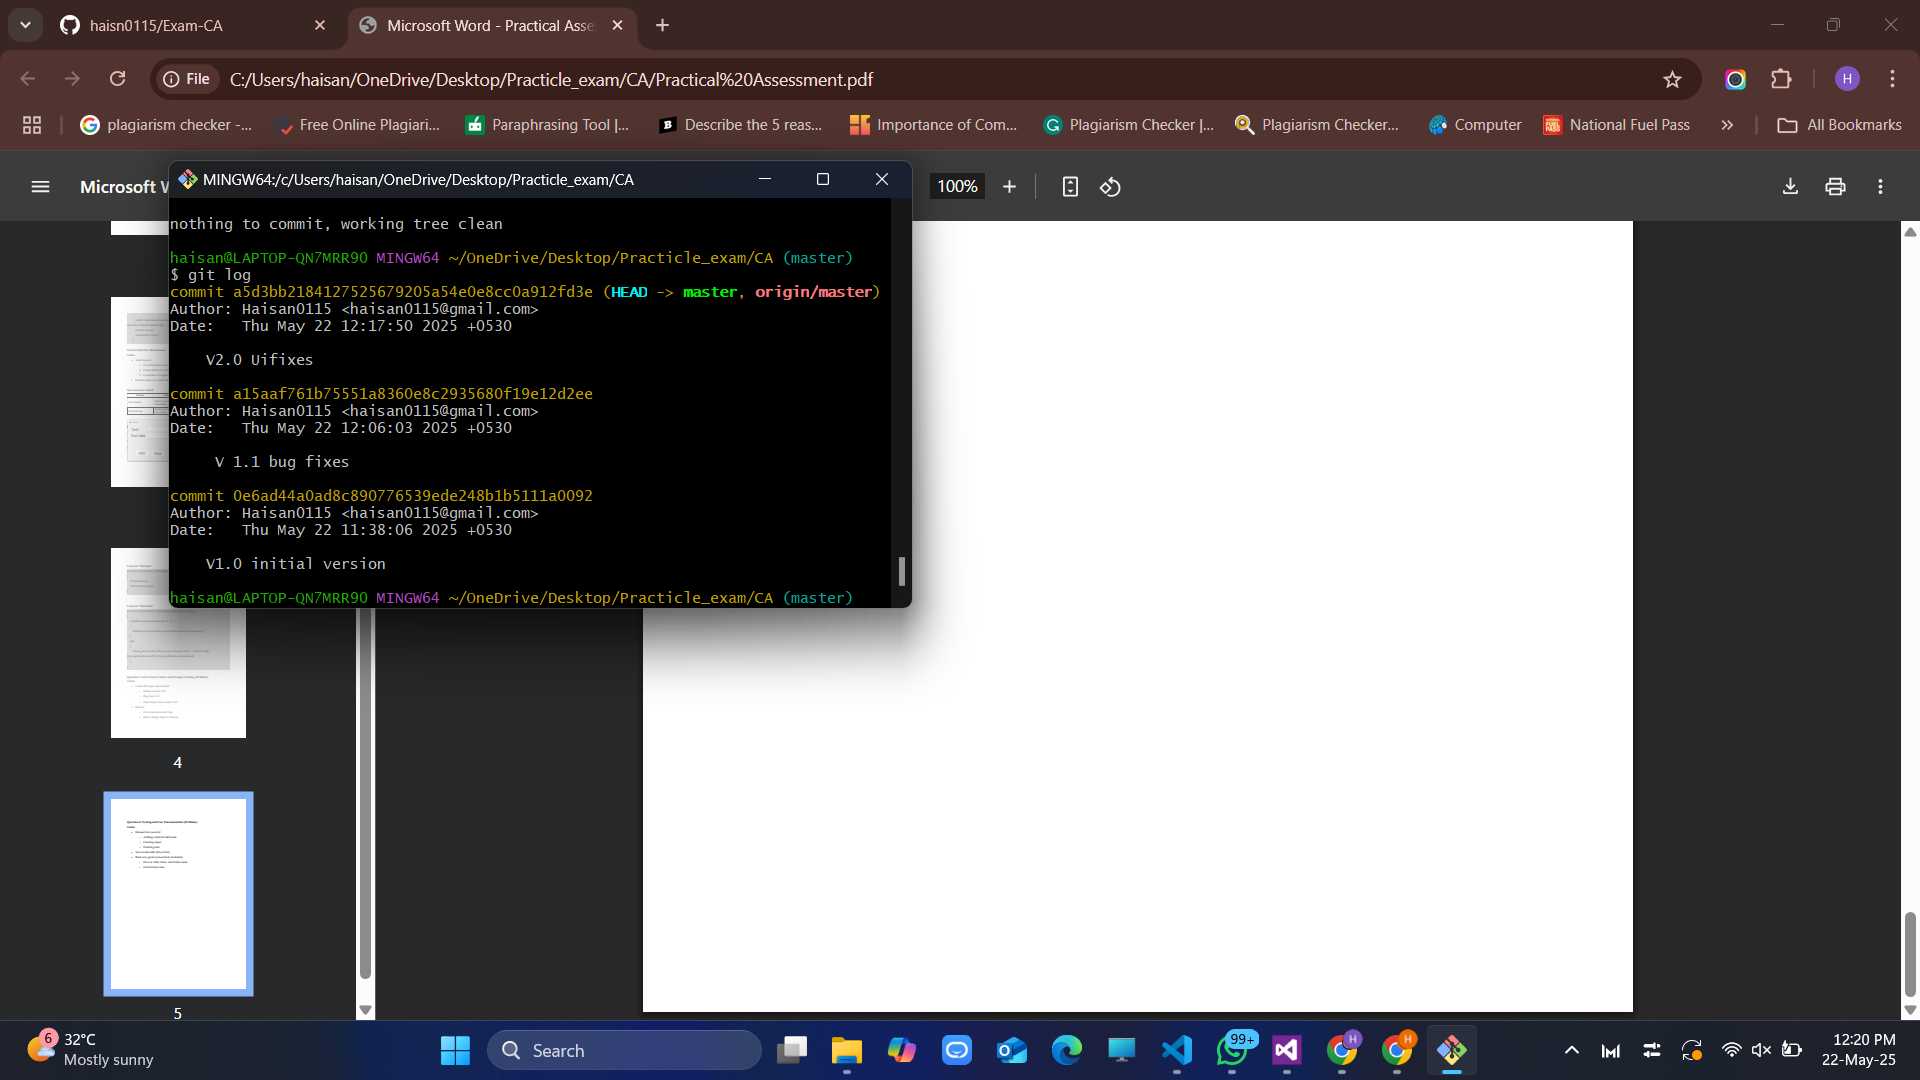 haisn0115/Exam-CA
Microsoft Word - Practical Asse
File
C:/Users/haisan/OneDrive/Desktop/Practicle_exam/CA/Practical%20Assessment.pdf
H
plagiarism checker -...
Free Online Plagiari...
Paraphrasing Tool |...
Describe the 5 reas...
Importance of Com...
Plagiarism Checker |...
Plagiarism Checker...
Computer
National Fuel Pass
All Bookmarks
Microsoft W
100%
MINGW64:/c/Users/haisan/OneDrive/Desktop/Practicle_exam/CA
nothing to commit, working tree clean
haisan@LAPTOP-QN7MRR9O MINGW64 ~/OneDrive/Desktop/Practicle_exam/CA (master)
$ git log
commit a5d3bb2184127525679205a54e0e8cc0a912fd3e (HEAD -> master, origin/master)
Author: Haisan0115 <haisan0115@gmail.com>
Date:   Thu May 22 12:17:50 2025 +0530
V2.0 Uifixes
commit a15aaf761b75551a8360e8c2935680f19e12d2ee
Author: Haisan0115 <haisan0115@gmail.com>
Date:   Thu May 22 12:06:03 2025 +0530
V 1.1 bug fixes
commit 0e6ad44a0ad8c890776539ede248b1b5111a0092
Author: Haisan0115 <haisan0115@gmail.com>
Date:   Thu May 22 11:38:06 2025 +0530
V1.0 initial version
haisan@LAPTOP-QN7MRR9O MINGW64 ~/OneDrive/Desktop/Practicle_exam/CA (master)
4
5
6
32°C
Mostly sunny
Search
99+
H
H
12:20 PM
22-May-25